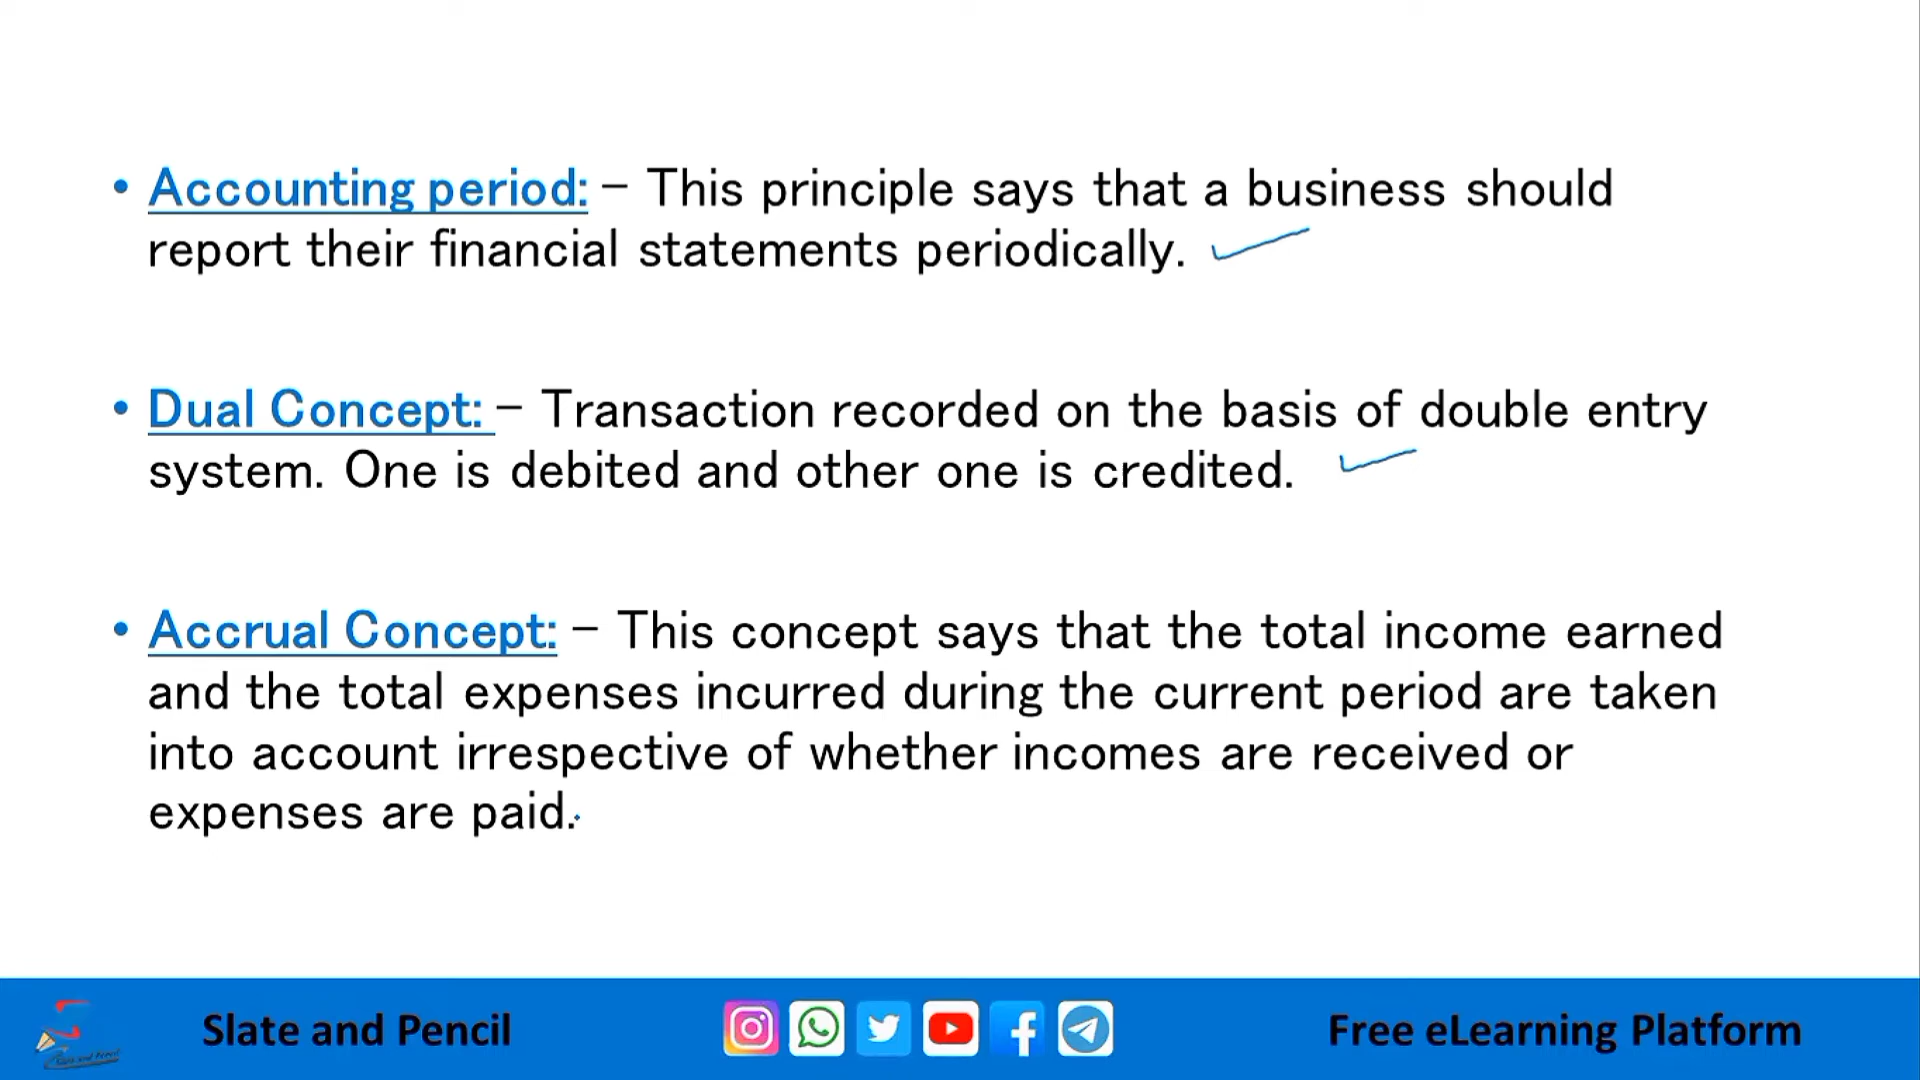 • Accounting period: – This principle says that a business should
report their financial statements periodically.
• Dual Concept: – Transaction recorded on the basis of double entry
system. One is debited and other one is credited.
• Accrual Concept: – This concept says that the total income earned
and the total expenses incurred during the current period are taken
into account irrespective of whether incomes are received or
expenses are paid.
Slate and Pencil
Free eLearning Platform